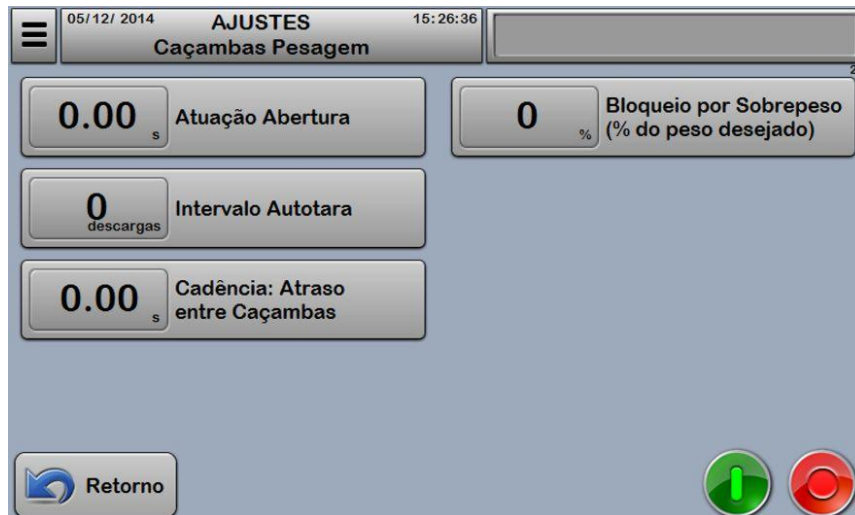 05/12/ 2014
AJUSTES
15:26:36
Caçambas Pesagem
2
0.00 s
Atuação Abertura
0 %
Bloqueio por Sobrepeso
(% do peso desejado)
0 descargas
Intervalo Autotara
0.00 s
Cadência: Atraso
entre Caçambas
Retorno